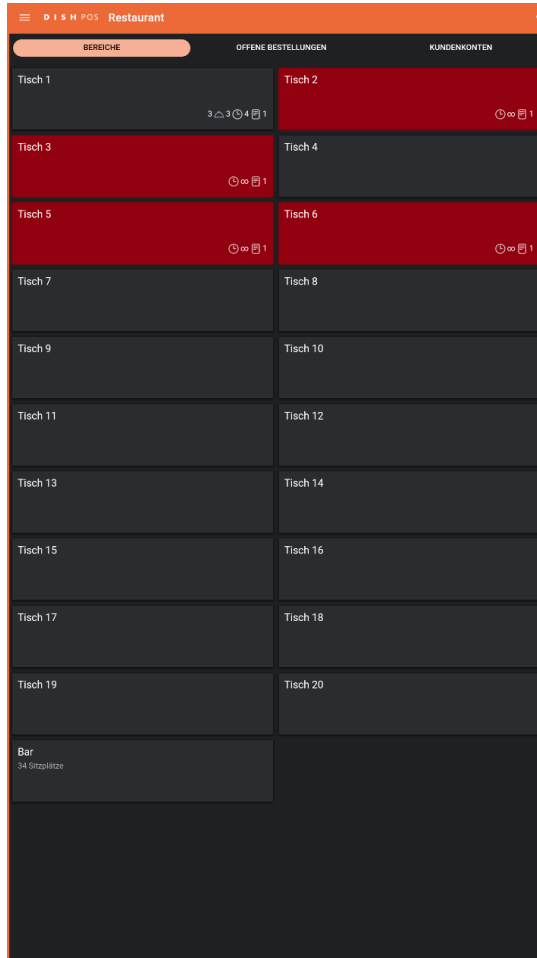 DISH POS Restaurant
BEREICHE OFFENE BESTELLUNGEN KUNDENKONTEN
Tisch 1 Tisch 2
3 3 4 1 ∞ 1
Tisch 3 Tisch 4
∞ 1
Tisch 5 Tisch 6
∞ 1 ∞ 1
Tisch 7 Tisch 8
Tisch 9 Tisch 10
Tisch 11 Tisch 12
Tisch 13 Tisch 14
Tisch 15 Tisch 16
Tisch 17 Tisch 18
Tisch 19 Tisch 20
Bar
34 Sitzplätze